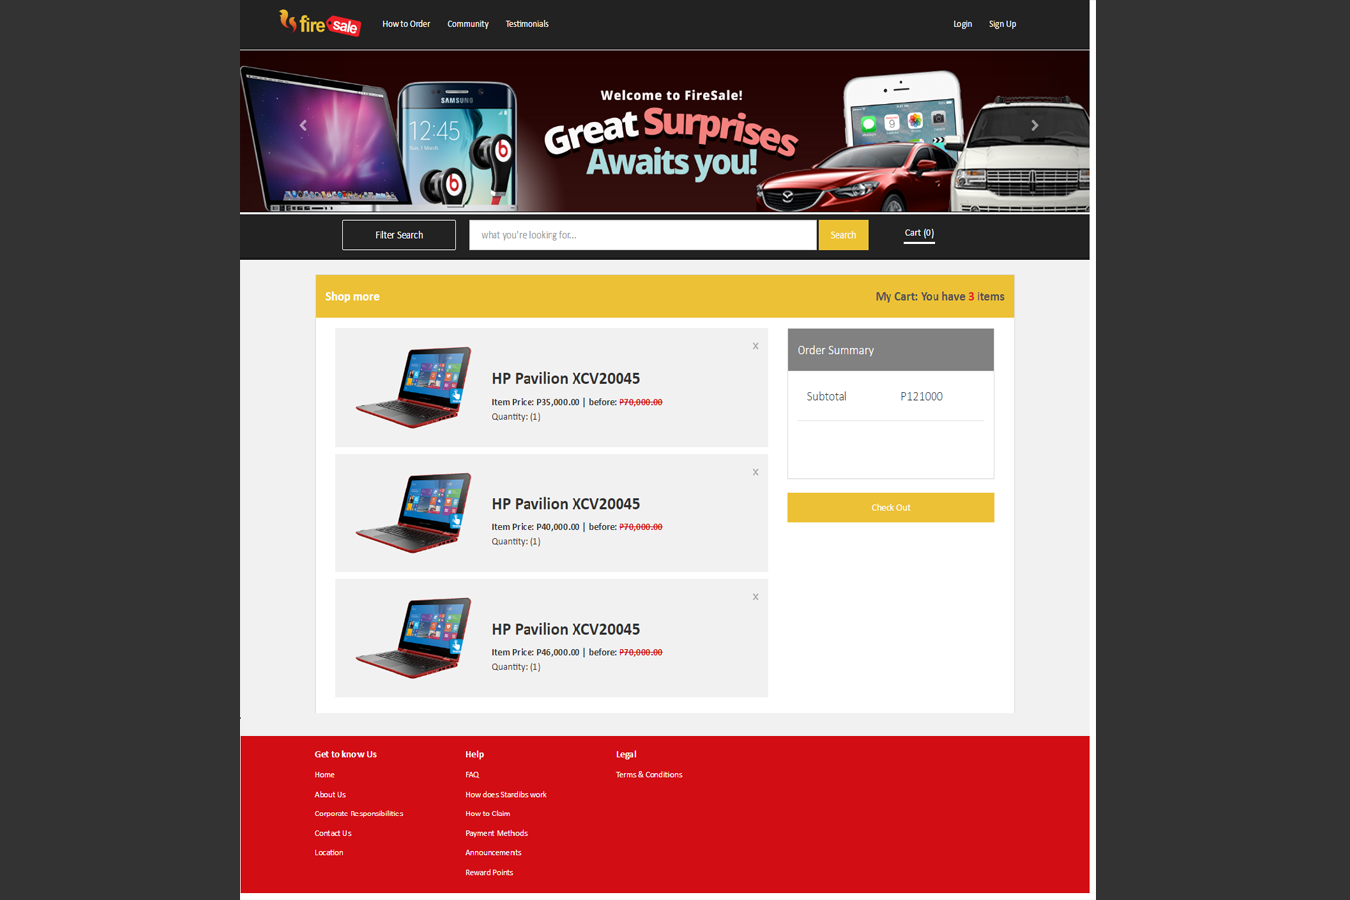 fire sale
How to Order Community Testimonials Login Sign Up
Welcome to FireSale!
Great Surprises
Awaits you!
SAMSUNG
12:45
Filter Search
what you're looking for...
Search
Cart (0)
Shop more
My Cart: You have 3 items
x
HP Pavilion XCV20045
Item Price: P35,000.00 | before: P70,000.00
Quantity: (1)
x
HP Pavilion XCV20045
Item Price: P40,000.00 | before: P70,000.00
Quantity: (1)
x
HP Pavilion XCV20045
Item Price: P46,000.00 | before: P70,000.00
Quantity: (1)
Order Summary
Subtotal P121000
Check Out
Get to know Us
Home
About Us
Corporate Responsibilities
Contact Us
Location
Help
FAQ
How does Stardibs work
How to Claim
Payment Methods
Announcements
Reward Points
Legal
Terms & Conditions